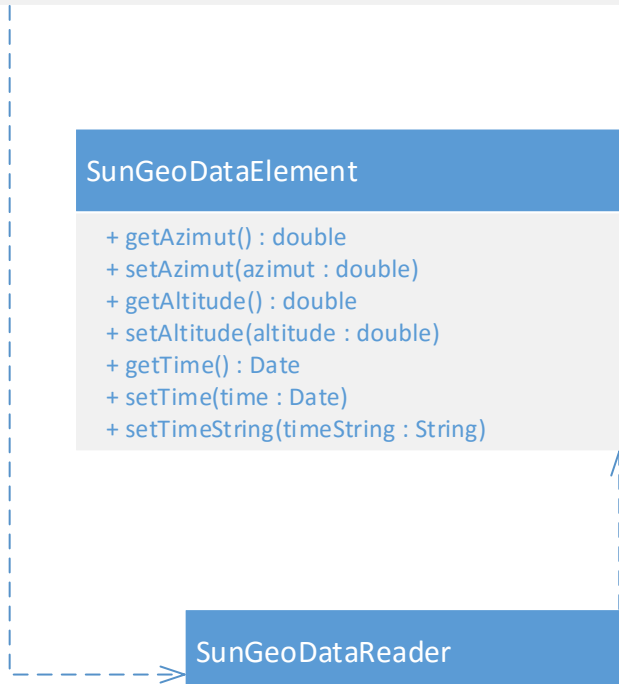 SunGeoDataElement
+ getAzimut() : double
+ setAzimut(azimut : double)
+ getAltitude() : double
+ setAltitude(altitude : double)
+ getTime() : Date
+ setTime(time : Date)
+ setTimeString(timeString : String)
SunGeoDataReader